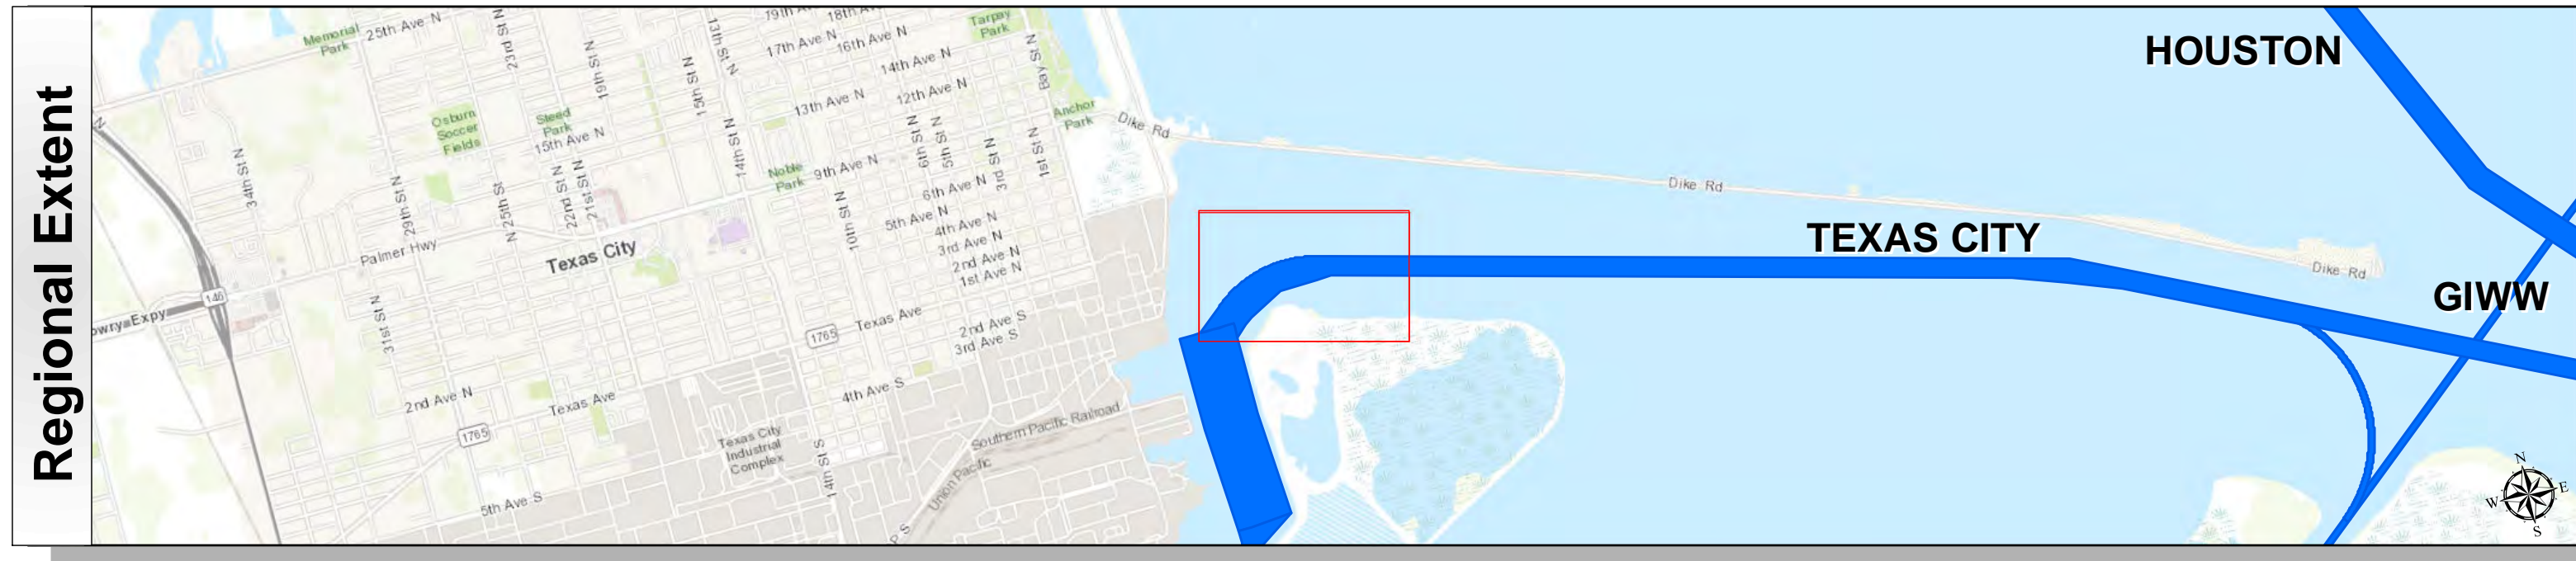 Regional Extent
Memorial
Park
25th Ave N
23rd St N
19th St N
15th St N
13th St N
17th Ave N
16th Ave N
14th Ave N
13th Ave N
12th Ave N
Tarpay
Park
Bay St N
Anchor
Park
Dike Rd
HOUSTON
Osburn
Soccer
Fields
Steed
Park
15th Ave N
14th St N
Noble
Park
9th Ave N
6th St N
5th St N
3rd St N
1st St N
34th St N
29th St N
N 25th St
22nd St N
21st St N
10th St N
6th Ave N
5th Ave N
4th Ave N
3rd Ave N
2nd Ave N
1st Ave N
Dike Rd
TEXAS CITY
Dike Rd
GIWW
Palmer Hwy
Texas City
146
owry Expy
31st St N
1765
Texas Ave
2nd Ave S
3rd Ave S
2nd Ave N
Texas Ave
1765
4th Ave S
Southern Pacific Railroad
Union Pacific
Texas City
Industrial
Complex
14th St S
5th Ave S
P S
N
W
E
S